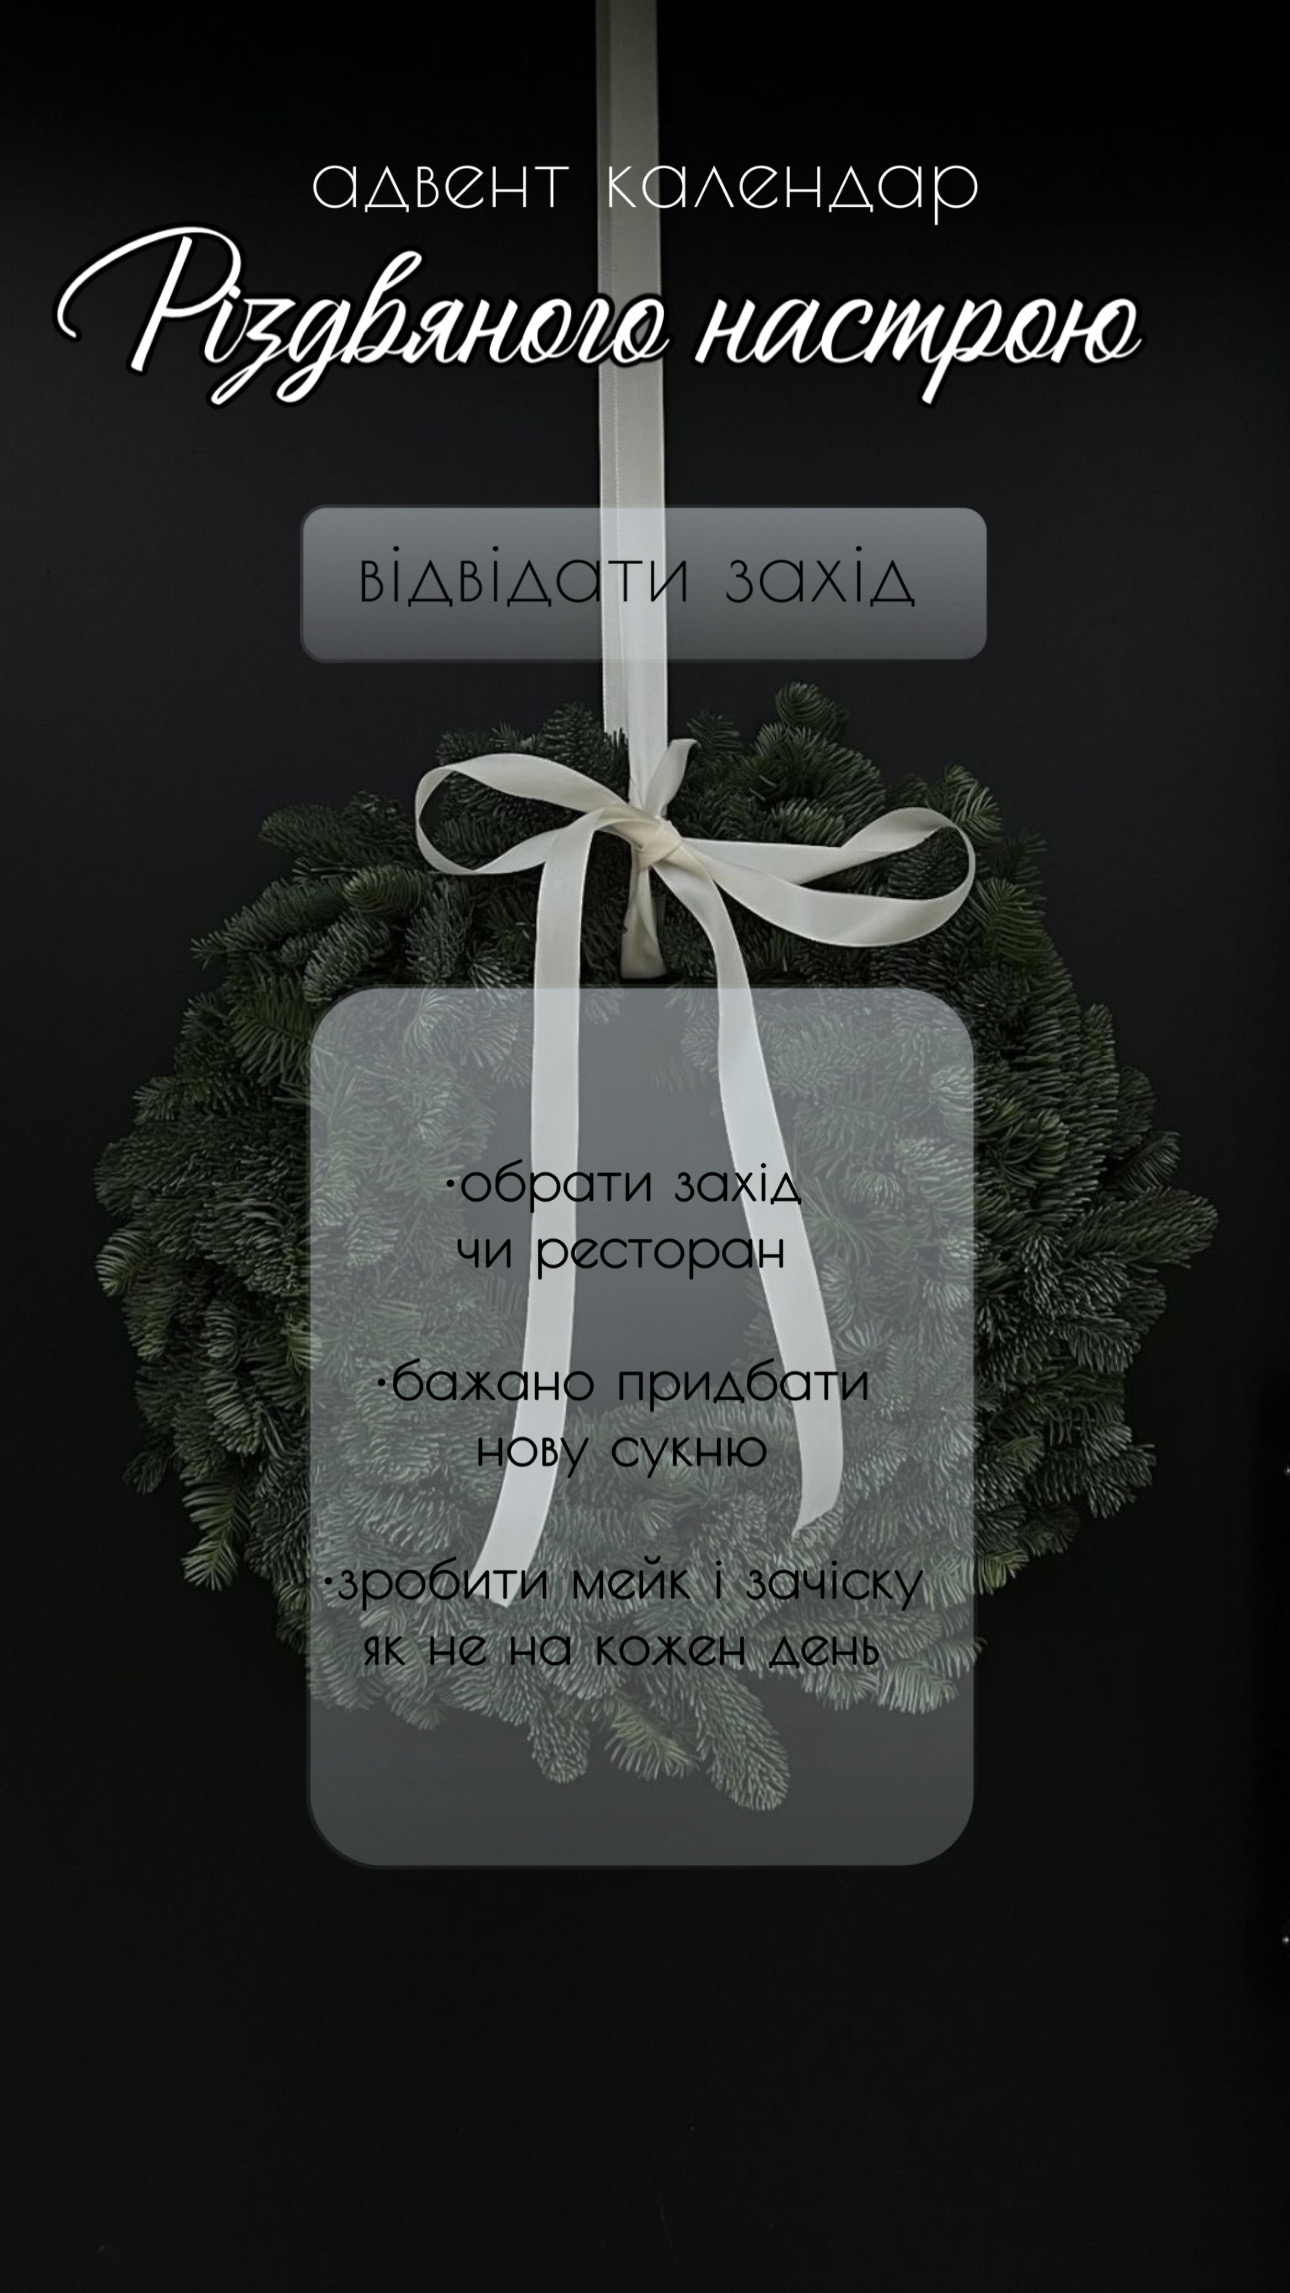 адвент календар
Різдвяного настрою
відвідати захід
•обрати захід
чи ресторан
•бажано придбати
нову сукню
•зробити мейк і зачіску
як не на кожен день